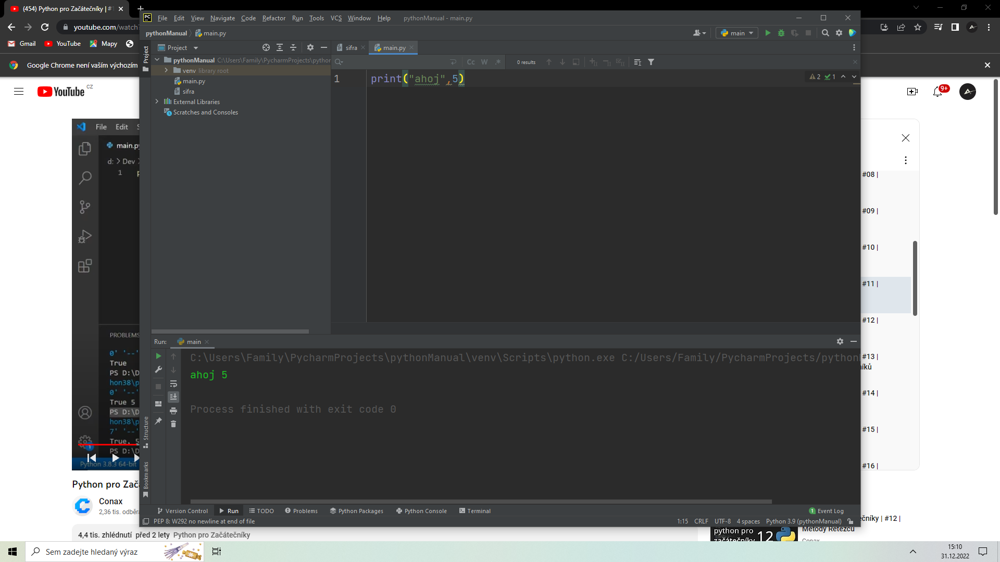 (454) Python pro Začátečníky | #1
File Edit View Navigate Code Refactor Run Tools VCS Window Help pythonManual - main.py
youtube.com/watch?
pythonManual main.py
main
Gmail YouTube Mapy
Project
Project
sifra main.py
Google Chrome není vaším výchozím
pythonManual C:\Users\Family\PycharmProjects\python
Cc W .* 0 results
venv library root
main.py
sifra
External Libraries
Scratches and Consoles
1 print("ahoj",5)
2 1
YouTube CZ
9+
File Edit S
main.py
d: > Dev >
1 p
#08 |
#09 |
#10 |
#11 |
#12 |
#13 |
íků
#14 |
#15 |
#16 |
PROBLEMS
0' '--'
True
PS D:\D
hon38\p
0' '--'
True 5
PS D:\D
hon38\p
7' '--'
True, 5
PS D:\D
1
Python 3.8.3 64-bit
Run: main
C:\Users\Family\PycharmProjects\pythonManual\venv\Scripts\python.exe C:/Users/Family/PycharmProjects/python
ahoj 5
Process finished with exit code 0
Structure
Bookmarks
Version Control Run TODO Problems Python Packages Python Console Terminal 1 Event Log
PEP 8: W292 no newline at end of file 1:15 CRLF UTF-8 4 spaces Python 3.9 (pythonManual)
Python pro Zač
Conax
2,36 tis. odběra
4,4 tis. zhlédnutí před 2 lety Python pro Začátečníky
ečníky | #12 |
Metody Řetězců
Conax
python pro
začátečníky 12
Sem zadejte hledaný výraz
15:10
31.12.2022